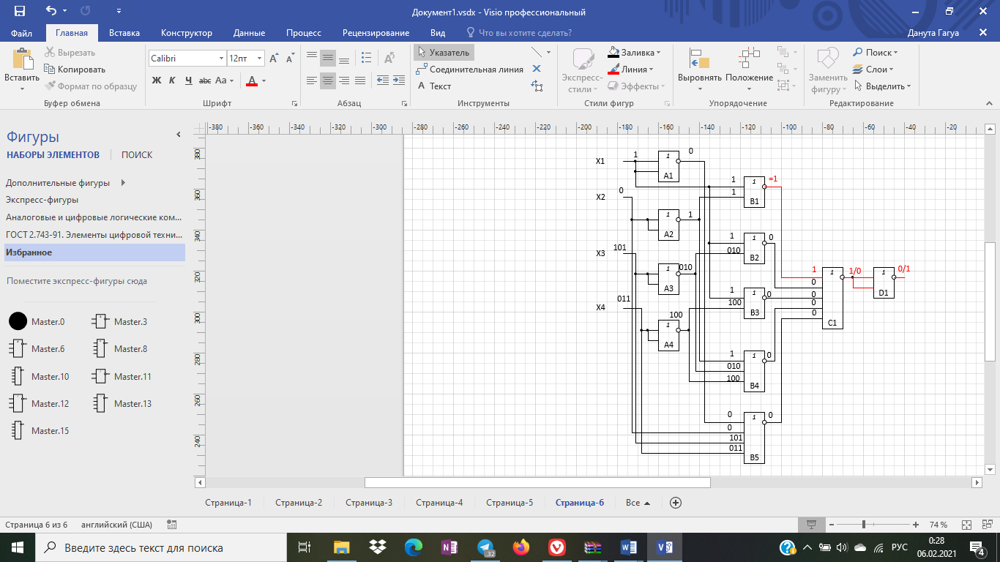 Документ1.vsdx - Visio профессиональный
Файл Главная Вставка Конструктор Данные Процесс Рецензирование Вид Что вы хотите сделать? Данута Гагуа
Вставить
Вырезать
Копировать
Формат по образцу
Буфер обмена
Calibri 12пт
Ж К Ч abc Aa A
Шрифт
Абзац
Указатель
Соединительная линия
A Текст
Инструменты
Экспресс-стили
Заливка
Линия
Эффекты
Стили фигур
Выровнять Положение
Упорядочение
Заменить фигуру
Поиск
Слои
Выделить
Редактирование
Фигуры
НАБОРЫ ЭЛЕМЕНТОВ ПОИСК
Дополнительные фигуры
Экспресс-фигуры
Аналоговые и цифровые логические ком...
ГОСТ 2.743-91. Элементы цифровой техни...
Избранное
Поместите экспресс-фигуры сюда
Master.0 Master.3
Master.6 Master.8
Master.10 Master.11
Master.12 Master.13
Master.15
-380 -360 -340 -320 -300 -280 -260 -240 -220 -200 -180 -160 -140 -120 -100 -80 -60 -40 -20
380
360
340
320
300
280
260
240
X1 1 1 A1 0
X2 0 1 A2 1
X3 101 A3 010
X4 011 1 A4 100
1 1 1 B1 =1
1 010 1 B2 0
1 100 1 B3 0
1 010 100 1 B4 0
0 0 101 011 1 B5 0
1 0 0 0 0 1 C1 1/0
1 D1 0/1
Страница-1 Страница-2 Страница-3 Страница-4 Страница-5 Страница-6 Все
Страница 6 из 6 английский (США) 74 %
Введите здесь текст для поиска
32
РУС
0:28
06.02.2021
4